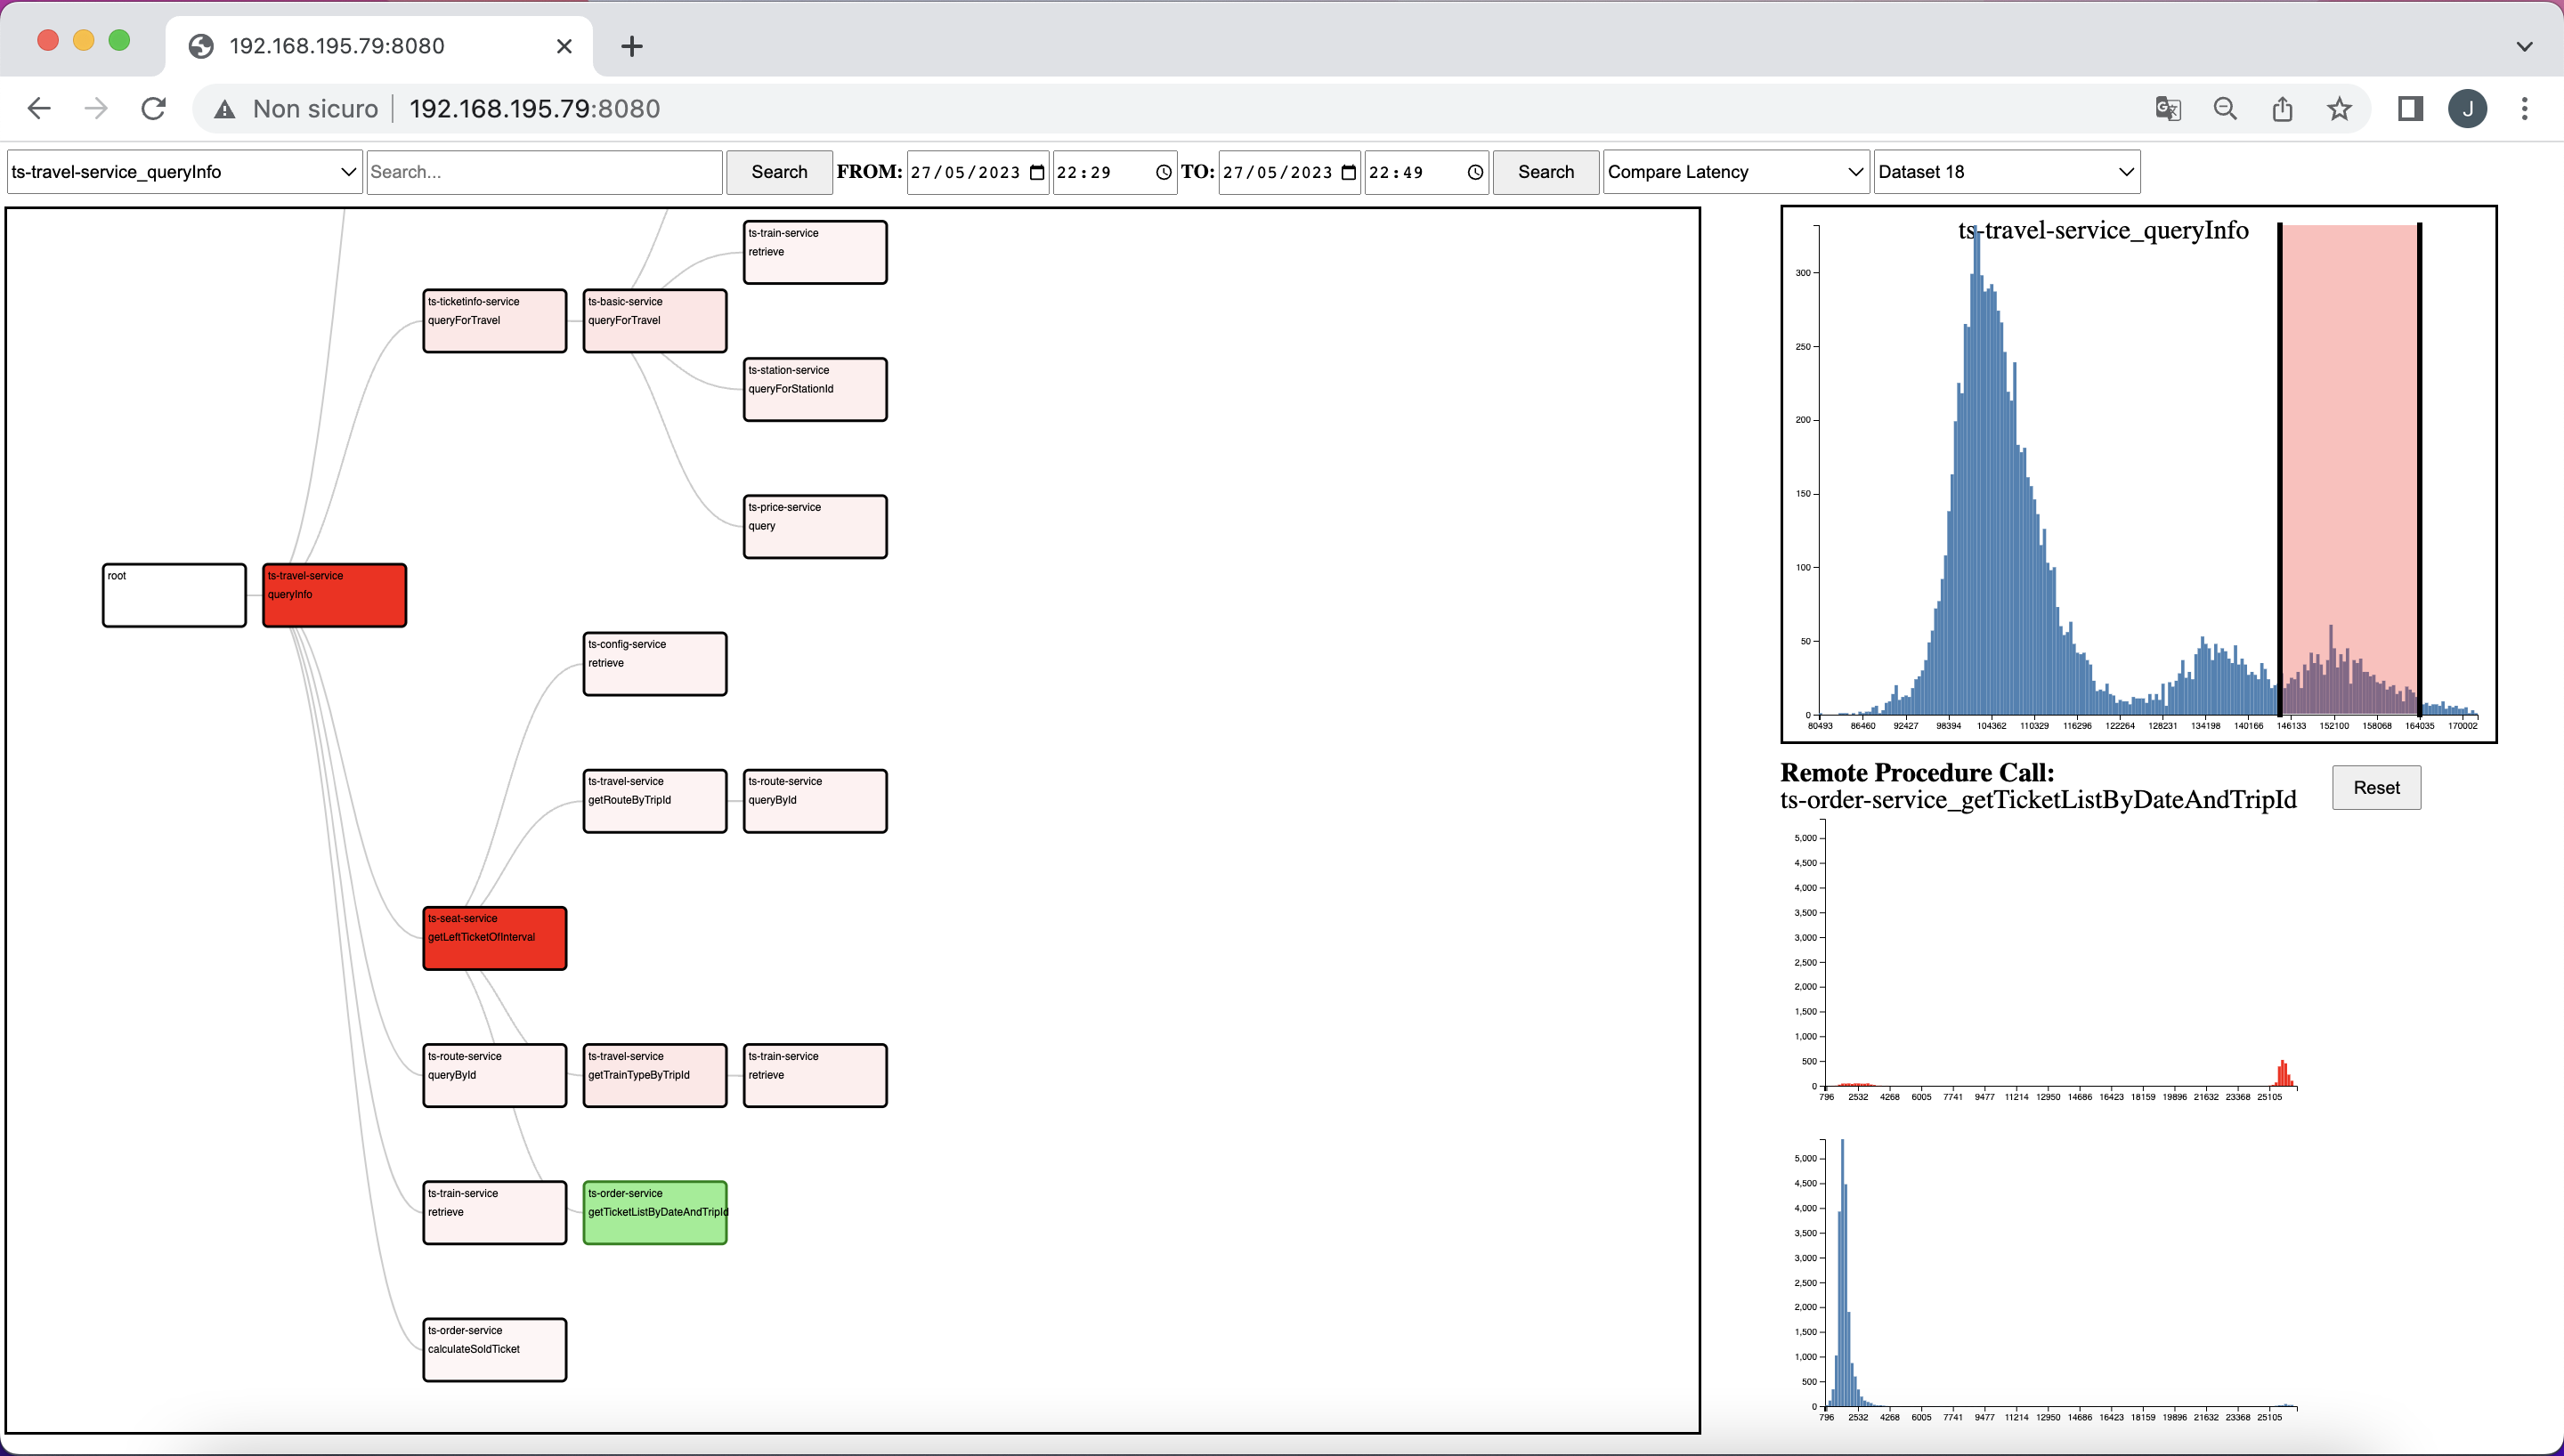 192.168.195.79:8080
Non sicuro
192.168.195.79:8080
J
ts-travel-service_queryInfo
Search...
Search
FROM:
27/05/2023
22:29
TO:
27/05/2023
22:49
Search
Compare Latency
Dataset 18
ts-train-service
retrieve
ts-ticketinfo-service
queryForTravel
ts-basic-service
queryForTravel
ts-station-service
queryForStationId
ts-price-service
query
root
ts-travel-service
queryInfo
ts-config-service
retrieve
ts-travel-service
getRouteByTripId
ts-route-service
queryById
ts-seat-service
getLeftTicketOfInterval
ts-route-service
queryById
ts-travel-service
getTrainTypeByTripId
ts-train-service
retrieve
ts-train-service
retrieve
ts-order-service
getTicketListByDateAndTripId
ts-order-service
calculateSoldTicket
ts-travel-service_queryInfo
300
250
200
150
100
50
0
80493 86460 92427 98394 104362 110329 116296 122264 128231 134198 140166 146133 152100 158068 164035 170002
Remote Procedure Call:
ts-order-service_getTicketListByDateAndTripId
Reset
5,000
4,500
4,000
3,500
3,000
2,500
2,000
1,500
1,000
500
0
796 2532 4268 6005 7741 9477 11214 12950 14686 16423 18159 19896 21632 23368 25105
5,000
4,500
4,000
3,500
3,000
2,500
2,000
1,500
1,000
500
0
796 2532 4268 6005 7741 9477 11214 12950 14686 16423 18159 19896 21632 23368 25105